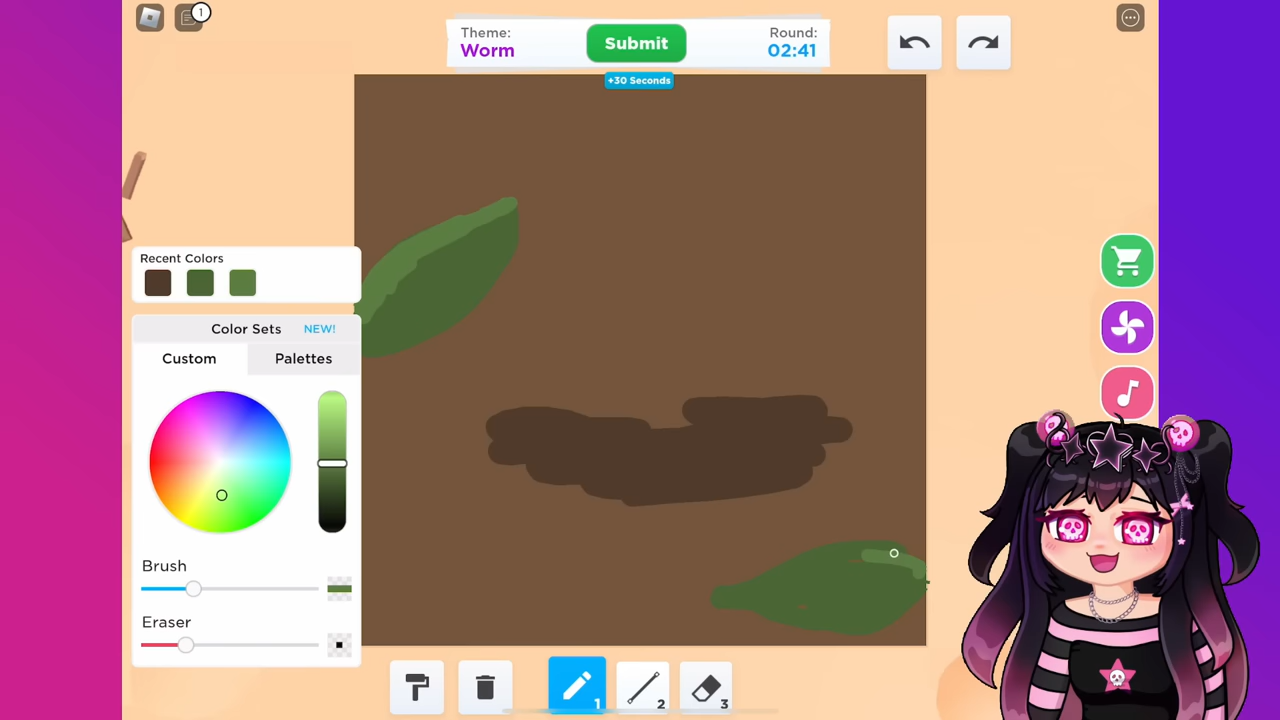 1
Theme:
Worm
Submit
Round:
02:41
+30 Seconds
Recent Colors
Color Sets NEW!
Custom Palettes
Brush
Eraser
1
2
3